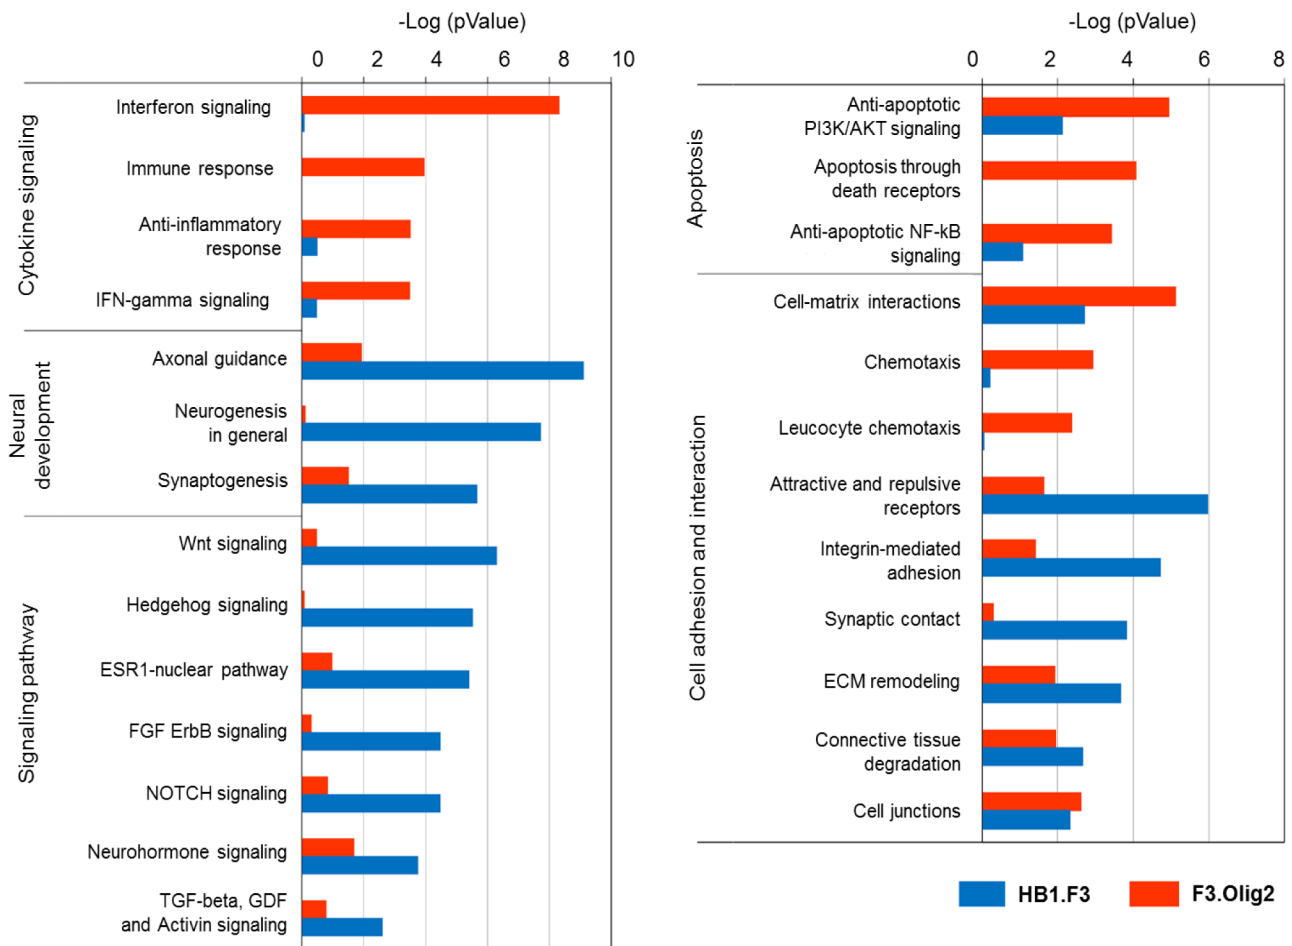 -Log (pValue)
0 2 4 6 8 10
Cytokine signaling
Interferon signaling
Immune response
Anti-inflammatory
response
IFN-gamma signaling
Neural
development
Axonal guidance
Neurogenesis
in general
Synaptogenesis
Signaling pathway
Wnt signaling
Hedgehog signaling
ESR1-nuclear pathway
FGF ErbB signaling
NOTCH signaling
Neurohormone signaling
TGF-beta, GDF
and Activin signaling
-Log (pValue)
0 2 4 6 8
Apoptosis
Anti-apoptotic
PI3K/AKT signaling
Apoptosis through
death receptors
Anti-apoptotic NF-kB
signaling
Cell adhesion and interaction
Cell-matrix interactions
Chemotaxis
Leucocyte chemotaxis
Attractive and repulsive
receptors
Integrin-mediated
adhesion
Synaptic contact
ECM remodeling
Connective tissue
degradation
Cell junctions
HB1.F3
F3.Olig2